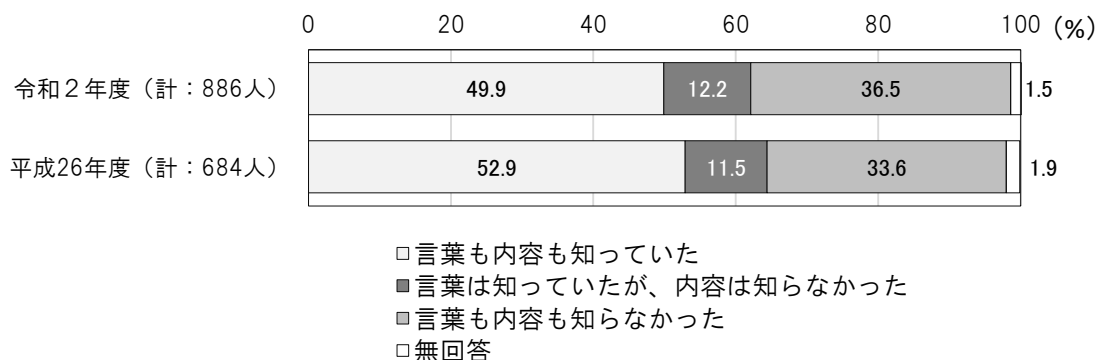 0 20 40 60 80 100 (%)
令和２年度（計：886人） 49.9 12.2 36.5 1.5
平成26年度（計：684人） 52.9 11.5 33.6 1.9
□言葉も内容も知っていた
■言葉は知っていたが、内容は知らなかった
■言葉も内容も知らなかった
□無回答